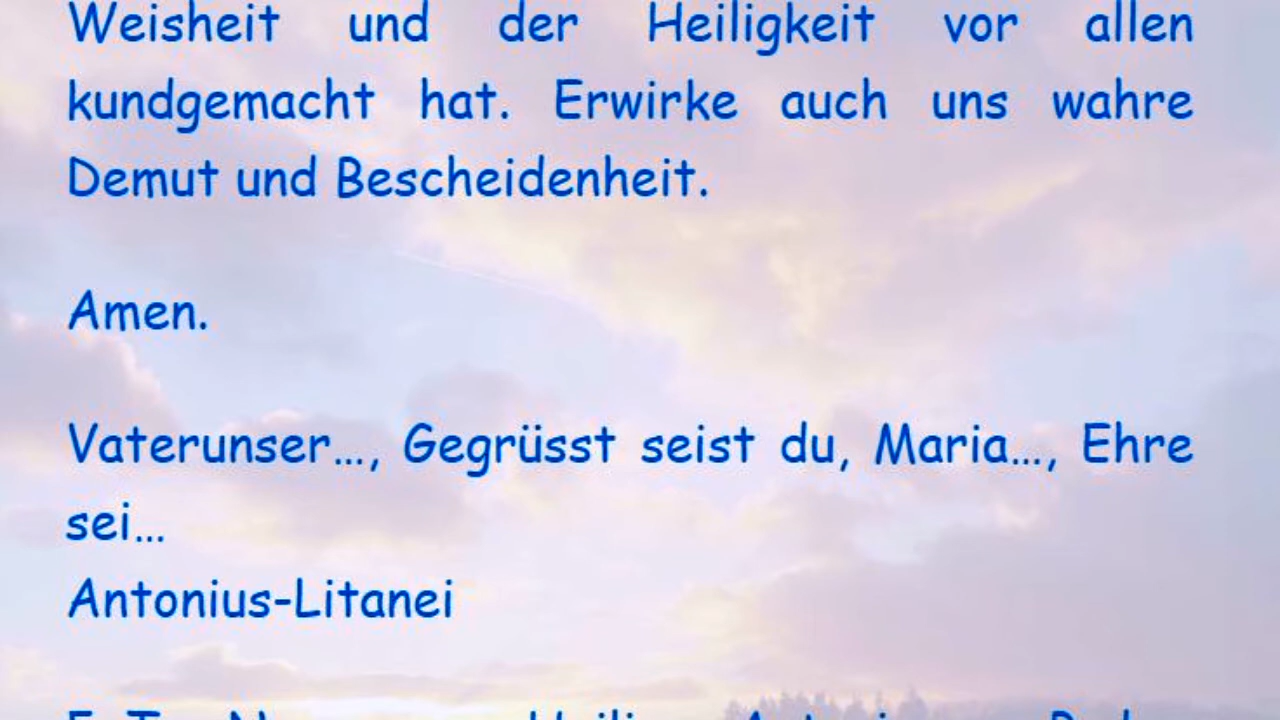 Weisheit und der Heiligkeit vor allen
kundgemacht hat. Erwirke auch uns wahre
Demut und Bescheidenheit.
Amen.
Vaterunser…, Gegrüsst seist du, Maria…, Ehre
sei…
Antonius-Litanei